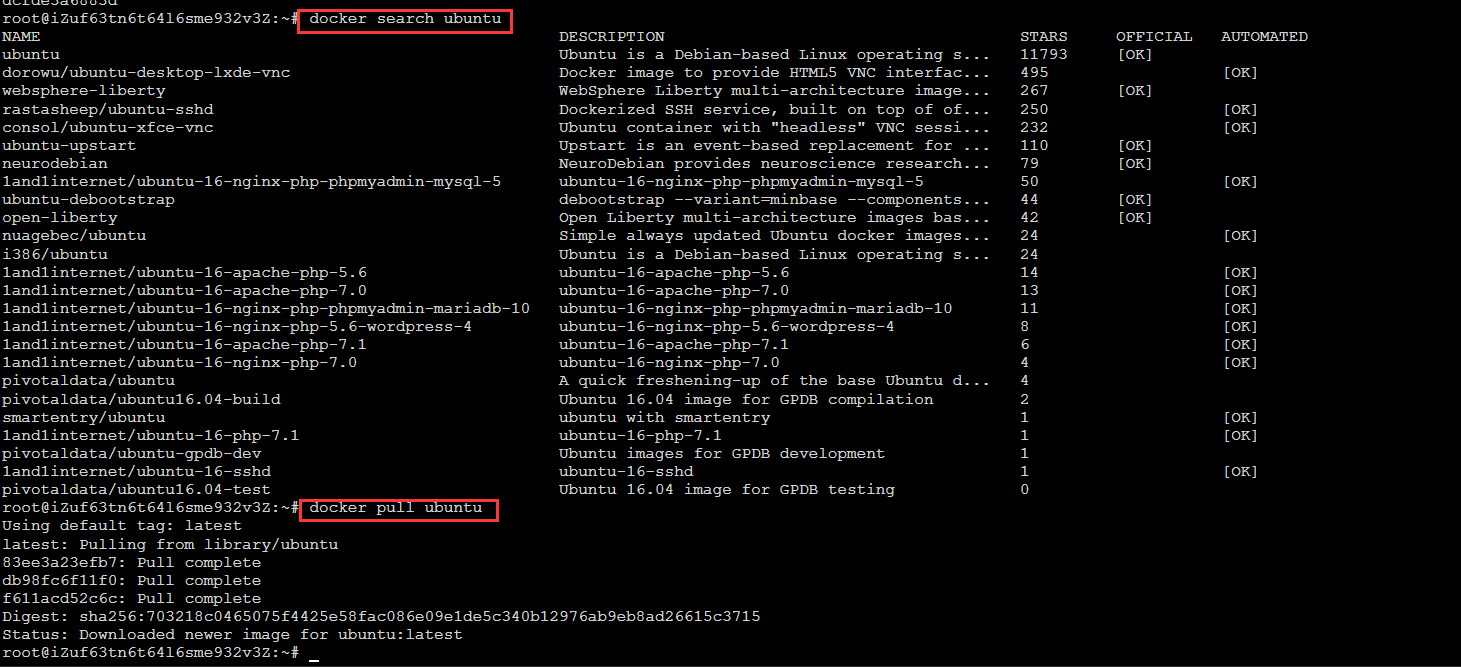 dcfde3a6883d
root@iZuf63tn6t64l6sme932v3Z:~# docker search ubuntu
NAME DESCRIPTION STARS OFFICIAL AUTOMATED
ubuntu Ubuntu is a Debian-based Linux operating s... 11793 [OK]
dorowu/ubuntu-desktop-lxde-vnc Docker image to provide HTML5 VNC interfac... 495 [OK]
websphere-liberty WebSphere Liberty multi-architecture image... 267 [OK]
rastasheep/ubuntu-sshd Dockerized SSH service, built on top of of... 250 [OK]
consol/ubuntu-xfce-vnc Ubuntu container with "headless" VNC sessi... 232 [OK]
ubuntu-upstart Upstart is an event-based replacement for ... 110 [OK]
neurodebian NeuroDebian provides neuroscience research... 79 [OK]
1and1internet/ubuntu-16-nginx-php-phpmyadmin-mysql-5 ubuntu-16-nginx-php-phpmyadmin-mysql-5 50 [OK]
ubuntu-debootstrap debootstrap --variant=minbase --components... 44 [OK]
open-liberty Open Liberty multi-architecture images bas... 42 [OK]
nuagebec/ubuntu Simple always updated Ubuntu docker images... 24 [OK]
i386/ubuntu Ubuntu is a Debian-based Linux operating s... 24
1and1internet/ubuntu-16-apache-php-5.6 ubuntu-16-apache-php-5.6 14 [OK]
1and1internet/ubuntu-16-apache-php-7.0 ubuntu-16-apache-php-7.0 13 [OK]
1and1internet/ubuntu-16-nginx-php-phpmyadmin-mariadb-10 ubuntu-16-nginx-php-phpmyadmin-mariadb-10 11 [OK]
1and1internet/ubuntu-16-nginx-php-5.6-wordpress-4 ubuntu-16-nginx-php-5.6-wordpress-4 8 [OK]
1and1internet/ubuntu-16-apache-php-7.1 ubuntu-16-apache-php-7.1 6 [OK]
1and1internet/ubuntu-16-nginx-php-7.0 ubuntu-16-nginx-php-7.0 4 [OK]
pivotaldata/ubuntu A quick freshening-up of the base Ubuntu d... 4
pivotaldata/ubuntu16.04-build Ubuntu 16.04 image for GPDB compilation 2
smartentry/ubuntu ubuntu with smartentry 1 [OK]
1and1internet/ubuntu-16-php-7.1 ubuntu-16-php-7.1 1 [OK]
pivotaldata/ubuntu-gpdb-dev Ubuntu images for GPDB development 1
1and1internet/ubuntu-16-sshd ubuntu-16-sshd 1 [OK]
pivotaldata/ubuntu16.04-test Ubuntu 16.04 image for GPDB testing 0
root@iZuf63tn6t64l6sme932v3Z:~# docker pull ubuntu
Using default tag: latest
latest: Pulling from library/ubuntu
83ee3a23efb7: Pull complete
db98fc6f11f0: Pull complete
f611acd52c6c: Pull complete
Digest: sha256:703218c0465075f4425e58fac086e09e1de5c340b12976ab9eb8ad26615c3715
Status: Downloaded newer image for ubuntu:latest
root@iZuf63tn6t64l6sme932v3Z:~#